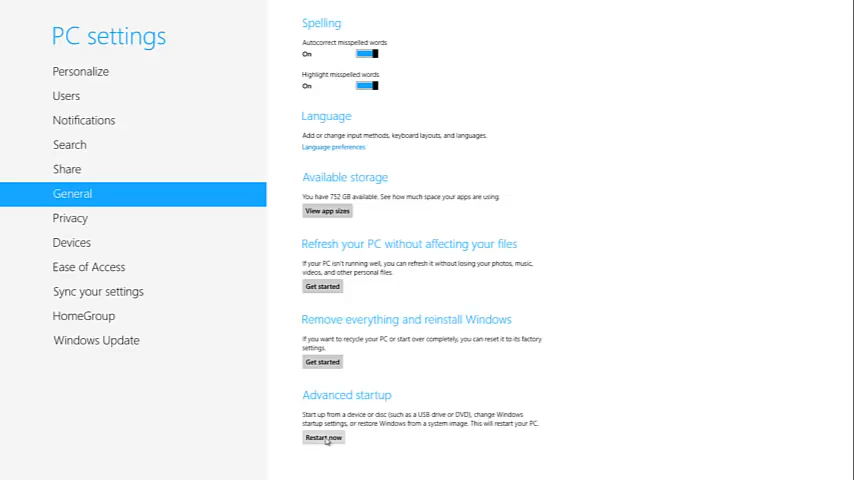 PC settings
Personalize
Users
Notifications
Search
Share
General
Privacy
Devices
Ease of Access
Sync your settings
HomeGroup
Windows Update
Spelling
Autocorrect misspelled words
On
Highlight misspelled words
On
Language
Add or change input methods, keyboard layouts, and languages.
Language preferences
Available storage
You have 752 GB available. See how much space your apps are using.
View app sizes
Refresh your PC without affecting your files
If your PC isn't running well, you can refresh it without losing your photos, music,
videos, and other personal files.
Get started
Remove everything and reinstall Windows
If you want to recycle your PC or start over completely, you can reset it to its factory
settings.
Get started
Advanced startup
Start up from a device or disc (such as a USB drive or DVD), change Windows
startup settings, or restore Windows from a system image. This will restart your PC.
Restart now